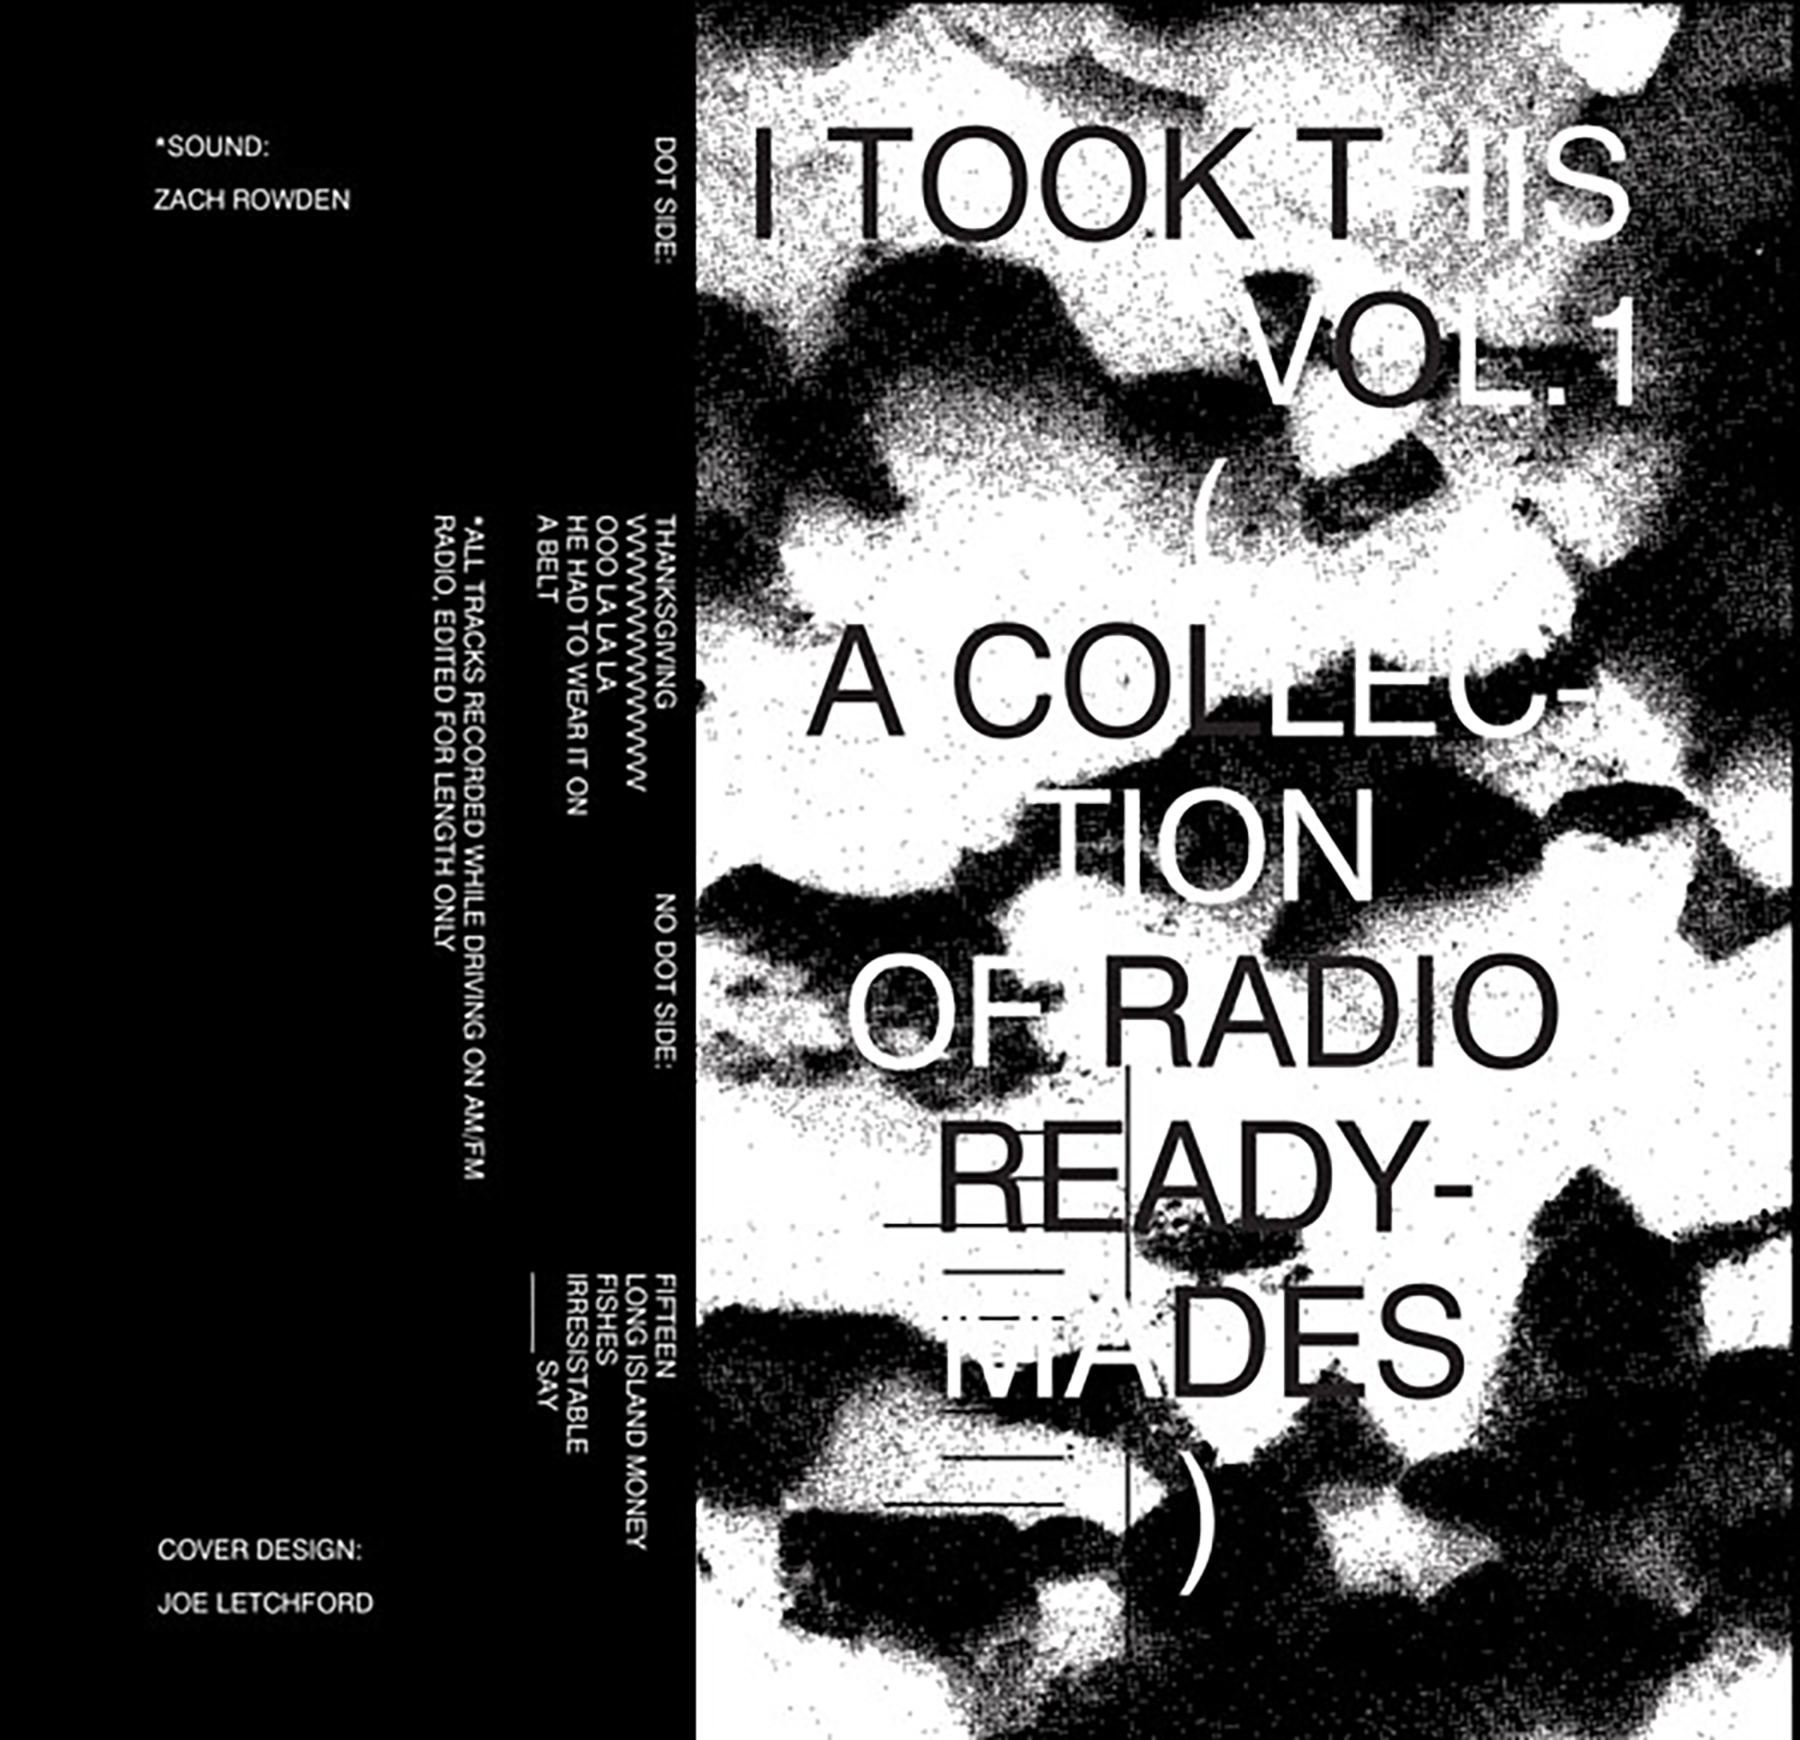 *SOUND:
ZACH ROWDEN
DOT SIDE:
THANKSGIVING
OOO LA LA LA
HE HAD TO WEAR IT ON
A BELT
NO DOT SIDE:
FIFTEEN
LONG ISLAND MONEY
FISHES
IRRESISTABLE
_____ SAY
*ALL TRACKS RECORDED WHILE DRIVING ON AM/FM
RADIO, EDITED FOR LENGTH ONLY
COVER DESIGN:
JOE LETCHFORD
I TOOK THIS
VOL.1
(
A COLLEC-
TION
OF RADIO
READY-
MADES
)